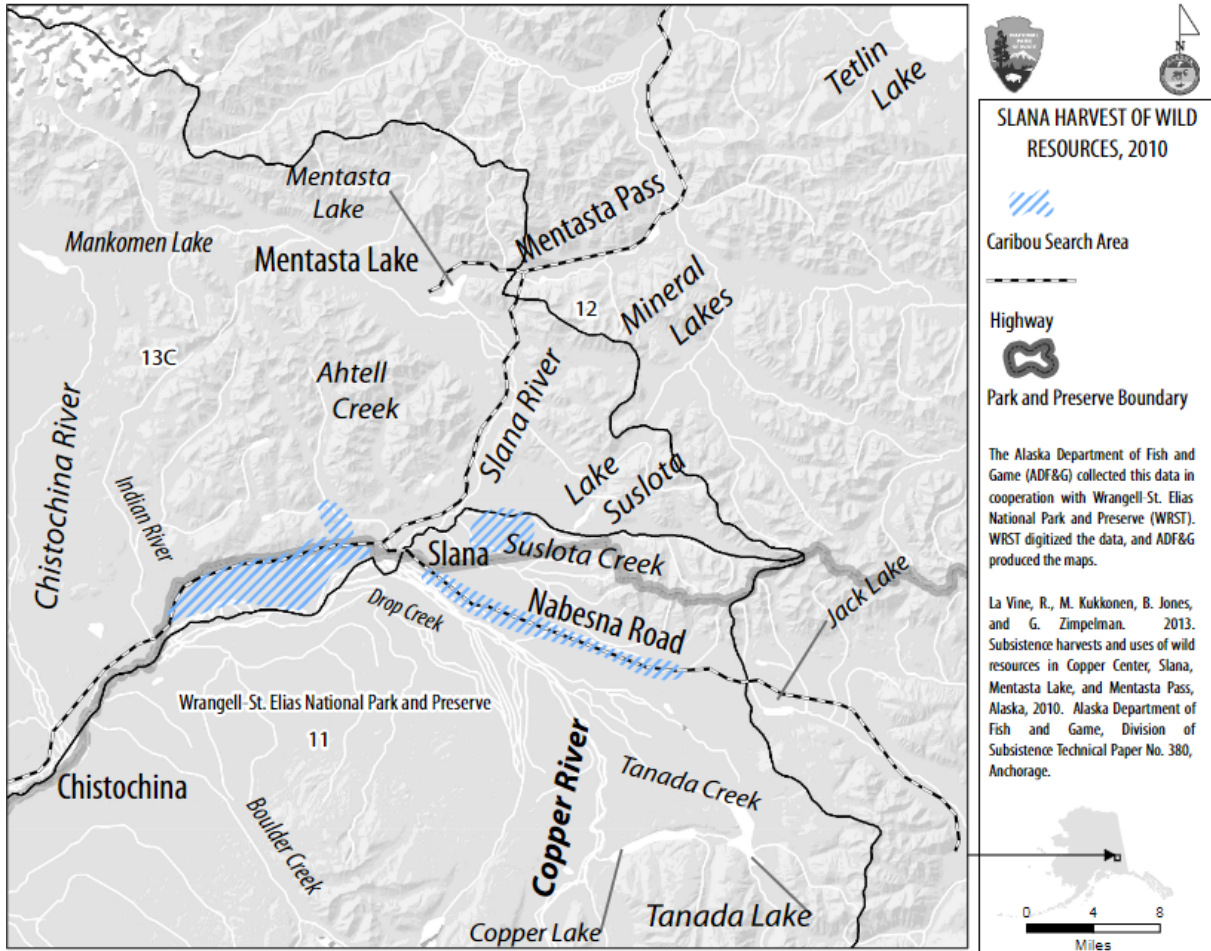 Tetlin
Lake
Mentasta
Lake
Mentasta Pass
Mankomen Lake
Mentasta Lake
12
Mineral
Lakes
13C
Ahtell
Creek
Slana River
Chistochina River
Indian River
Lake
Suslota
Slana
Suslota Creek
Jack Lake
Drop Creek
Nabesna Road
Wrangell-St. Elias National Park and Preserve
11
Chistochina
Boulder Creek
Copper River
Tanada Creek
Copper Lake
Tanada Lake
N
SLANA HARVEST OF WILD
RESOURCES, 2010
Caribou Search Area
Highway
Park and Preserve Boundary
The Alaska Department of Fish and
Game (ADF&G) collected this data in
cooperation with Wrangell-St. Elias
National Park and Preserve (WRST).
WRST digitized the data, and ADF&G
produced the maps.
La Vine, R., M. Kukkonen, B. Jones,
and G. Zimpelman. 2013.
Subsistence harvests and uses of wild
resources in Copper Center, Slana,
Mentasta Lake, and Mentasta Pass,
Alaska, 2010. Alaska Department of
Fish and Game, Division of
Subsistence Technical Paper No. 380,
Anchorage.
0 4 8
Miles